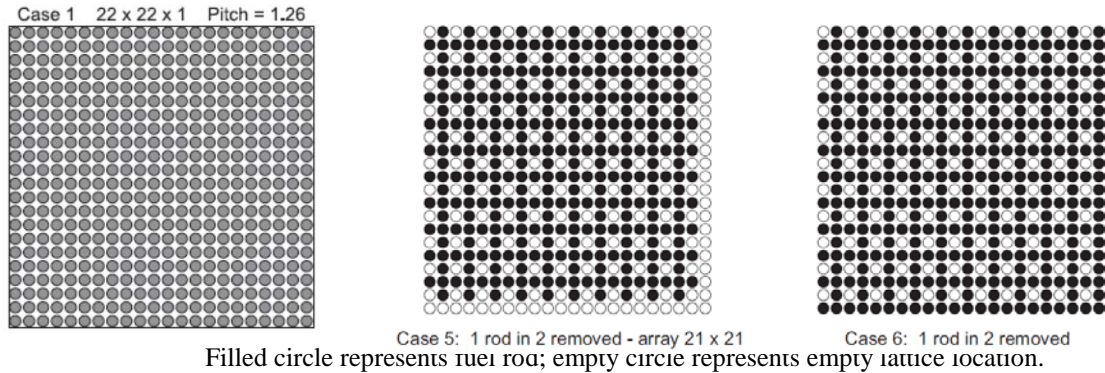 Case 1 22 x 22 x 1 Pitch = 1.26
Case 5: 1 rod in 2 removed - array 21 x 21
Case 6: 1 rod in 2 removed
Filled circle represents fuel rod; empty circle represents empty lattice location.